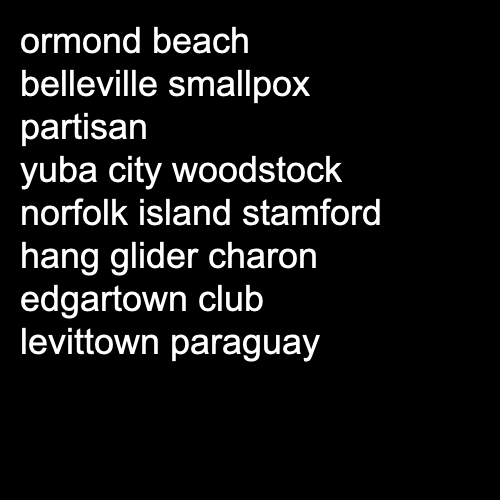 ormond beach
belleville smallpox
partisan
yuba city woodstock
norfolk island stamford
hang glider charon
edgartown club
levittown paraguay